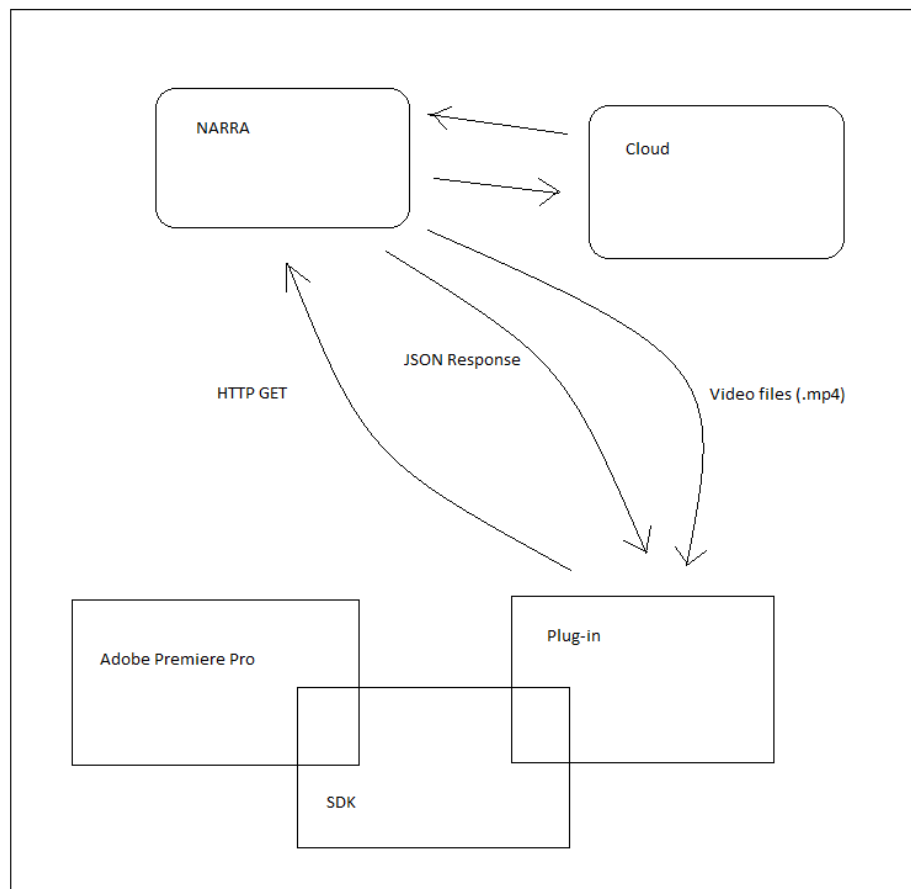 NARRA
Cloud
JSON Response
HTTP GET
Video files (.mp4)
Plug-in
Adobe Premiere Pro
SDK